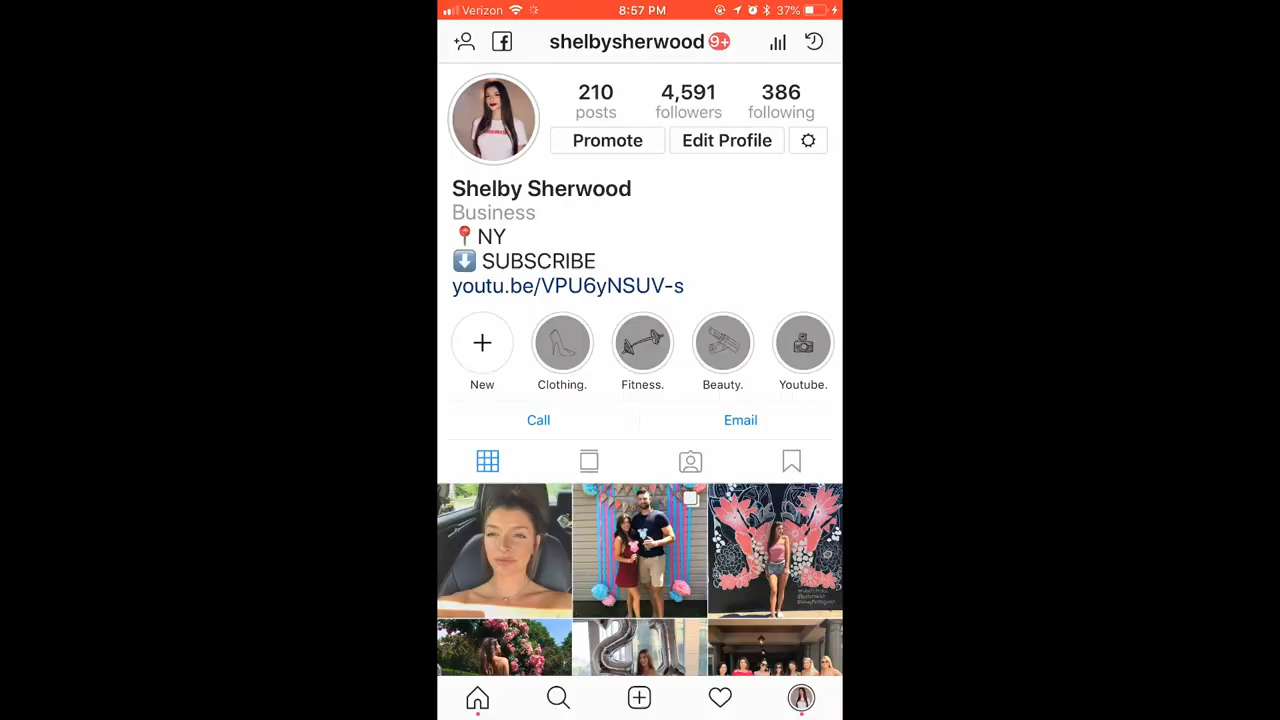 Verizon 8:57 PM 37%
shelbysherwood 9+
210 4,591 386
posts followers following
Promote Edit Profile
Shelby Sherwood
Business
📍NY
⬇️ SUBSCRIBE
youtu.be/VPU6yNSUV-s
New Clothing. Fitness. Beauty. Youtube.
Call Email
21